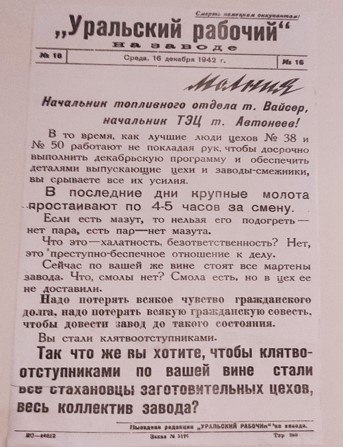 Смерть немецким оккупантам!
„Уральский рабочий“
НА ЗАВОДЕ
№ 16 Среда, 16 декабря 1942 г. № 16
Молния
Начальник топливного отдела т. Вайсер,
начальник ТЭЦ т. Автонеев!
В то время, как лучшие люди цехов № 38 и
№ 50 работают не покладая рук, чтобы досрочно
выполнить декабрьскую программу и обеспечить
деталями выпускающие цехи и заводы-смежники,
вы срываете все их усилия.
В последние дни крупные молота
простаивают по 4-5 часов за смену.
Если есть мазут, то нельзя его подогреть—
нет пара, есть пар—нет мазута.
Что это—халатность, безответственность? Нет,
это преступно-беспечное отношение к делу.
Сейчас по вашей же вине стоят все мартены
завода. Что, смолы нет? Смола есть, но в цех ее
не доставили.
Надо потерять всякое чувство гражданского
долга, надо потерять всякую гражданскую совесть,
чтобы довести завод до такого состояния.
Вы стали клятвоотступниками.
Так что же вы хотите, чтобы клятво-
отступниками по вашей вине стали
все стахановцы заготовительных цехов,
весь коллектив завода?
Выездная редакция „УРАЛЬСКИЙ РАБОЧИЙ“ на заводе.
Заказ № Тир